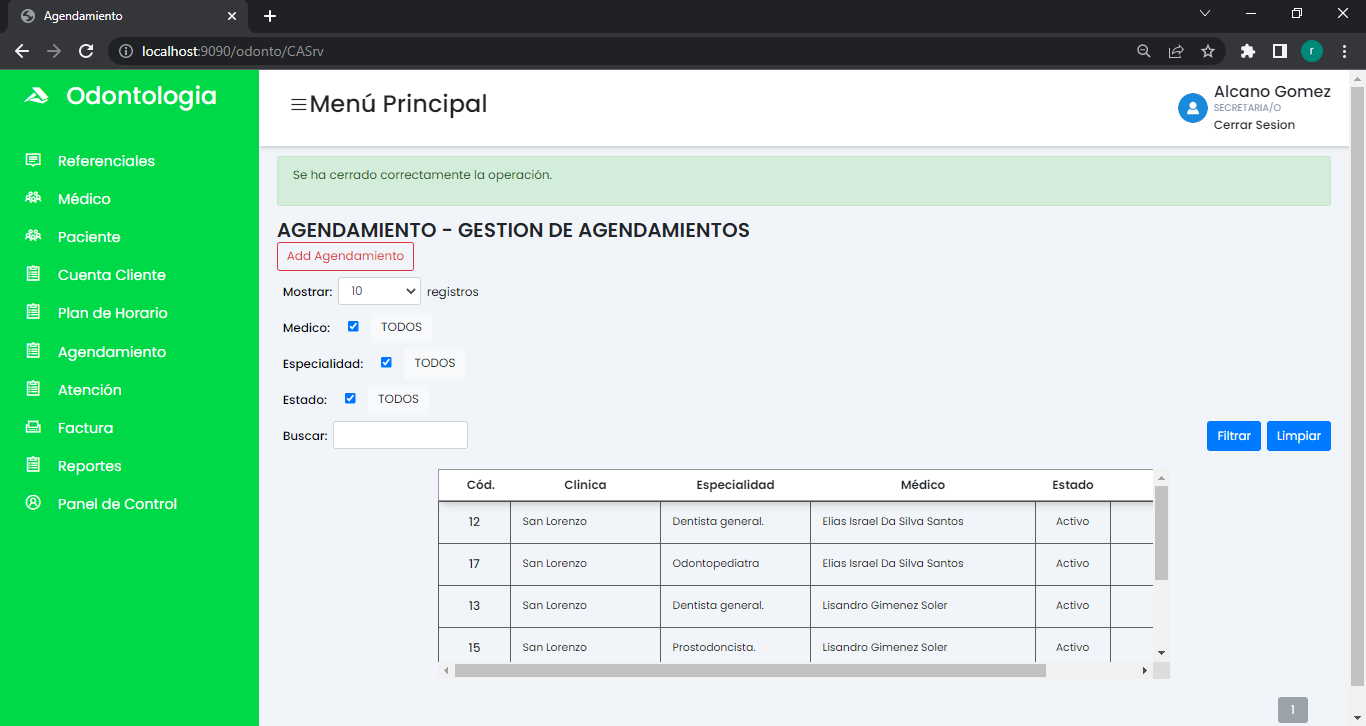 Agendamiento
localhost:9090/odonto/CASrv
r
Odontologia
Menú Principal
Alcano Gomez
SECRETARIA/O
Cerrar Sesion
Referenciales
Médico
Paciente
Cuenta Cliente
Plan de Horario
Agendamiento
Atención
Factura
Reportes
Panel de Control
Se ha cerrado correctamente la operación.
AGENDAMIENTO - GESTION DE AGENDAMIENTOS
Add Agendamiento
Mostrar: 10 registros
Medico: TODOS
Especialidad: TODOS
Estado: TODOS
Buscar:
Filtrar Limpiar
Cód. Clinica Especialidad Médico Estado
12 San Lorenzo Dentista general. Elias Israel Da Silva Santos Activo
17 San Lorenzo Odontopediatra Elias Israel Da Silva Santos Activo
13 San Lorenzo Dentista general. Lisandro Gimenez Soler Activo
15 San Lorenzo Prostodoncista. Lisandro Gimenez Soler Activo
1